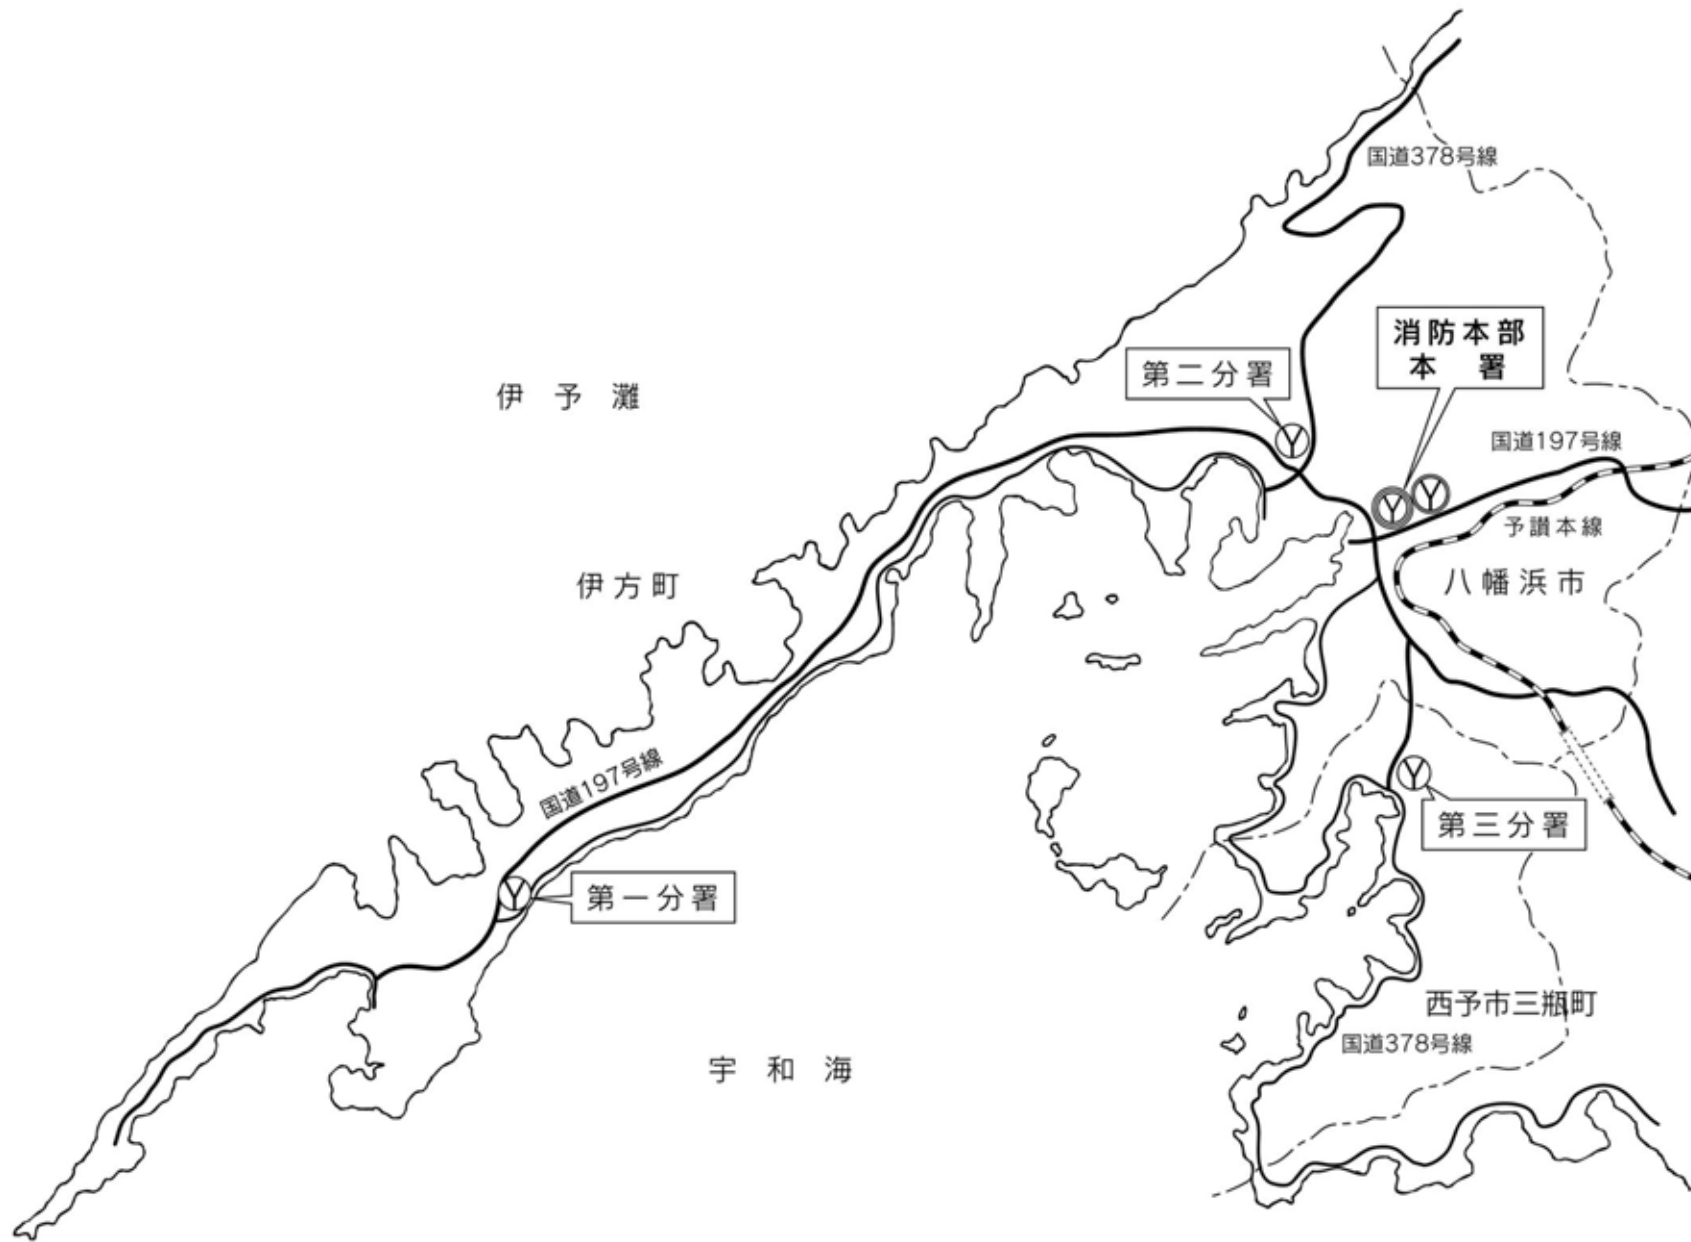 国道378号線
消防本部
本署
第二分署
伊予灘
国道197号線
予讃本線
伊方町
八幡浜市
国道197号線
第三分署
第一分署
西予市三瓶町
国道378号線
宇和海